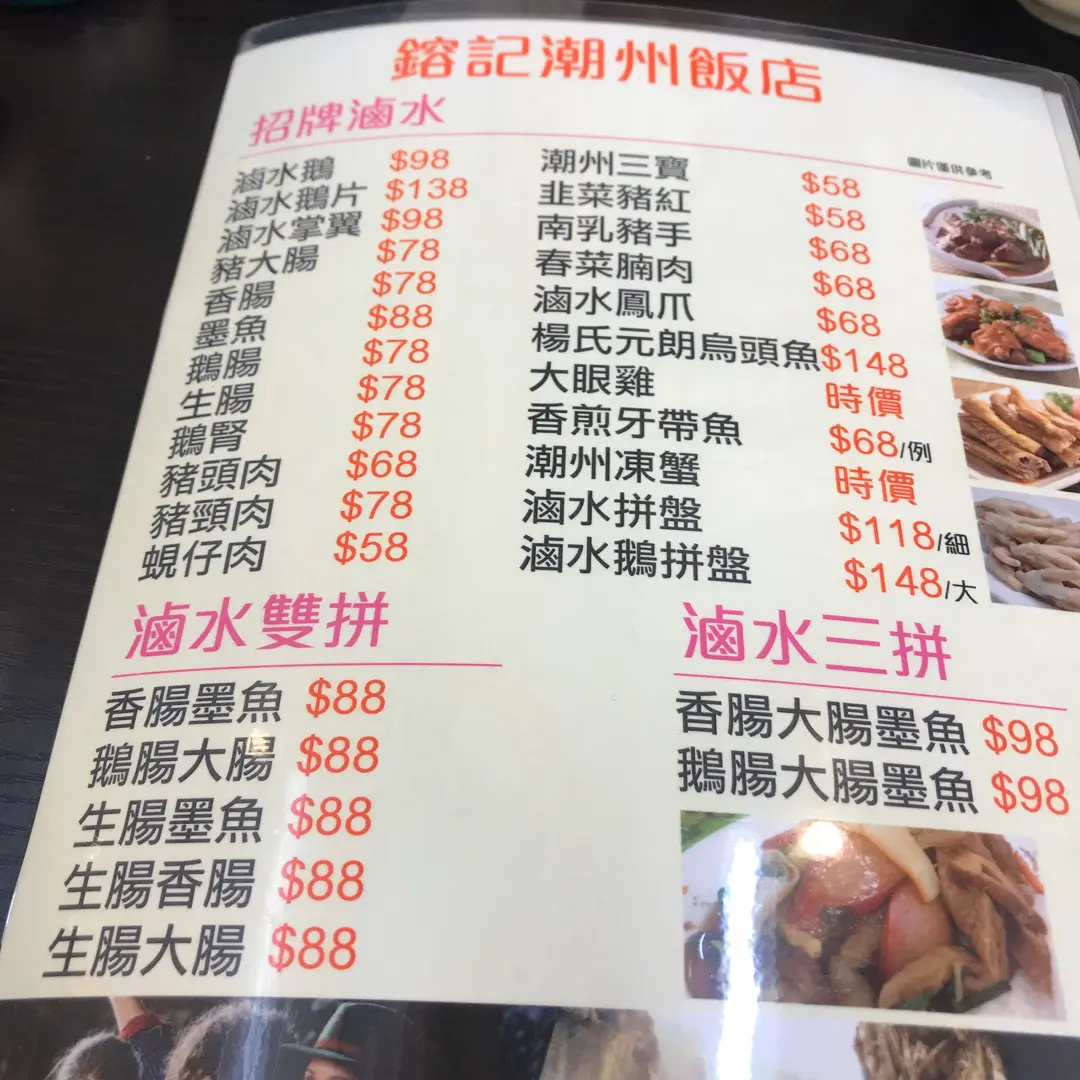 鎔記潮州飯店
招牌滷水
圖片僅供參考
滷水鵝 $98
滷水鵝片 $138
滷水掌翼 $98
豬大腸 $78
香腸 $78
墨魚 $88
鵝腸 $78
生腸 $78
鵝腎 $78
豬頭肉 $68
豬頸肉 $78
蜆仔肉 $58
潮州三寶 $58
韭菜豬紅 $58
南乳豬手 $68
春菜腩肉 $68
滷水鳳爪 $68
楊氏元朗烏頭魚 $148
大眼雞 時價
香煎牙帶魚 $68/例
潮州凍蟹 時價
滷水拼盤 $118/細
滷水鵝拼盤 $148/大
滷水雙拼
香腸墨魚 $88
鵝腸大腸 $88
生腸墨魚 $88
生腸香腸 $88
生腸大腸 $88
滷水三拼
香腸大腸墨魚 $98
鵝腸大腸墨魚 $98